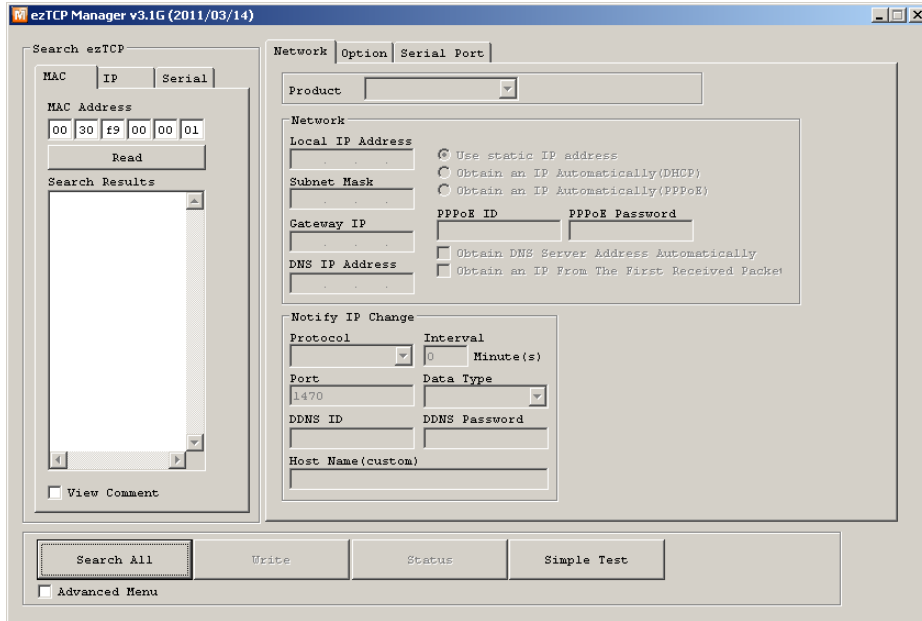 ezTCP Manager v3.1G (2011/03/14)
Search ezTCP
MAC IP Serial
MAC Address
00 30 f9 00 00 01
Read
Search Results
View Comment
Network Option Serial Port
Product
Network
Local IP Address
Subnet Mask
Gateway IP
DNS IP Address
Use static IP address
Obtain an IP Automatically(DHCP)
Obtain an IP Automatically(PPPoE)
PPPoE ID PPPoE Password
Obtain DNS Server Address Automatically
Obtain an IP From The First Received Packet
Notify IP Change
Protocol Interval
0 Minute(s)
Port Data Type
1470
DDNS ID DDNS Password
Host Name(custom)
Search All Write Status Simple Test
Advanced Menu